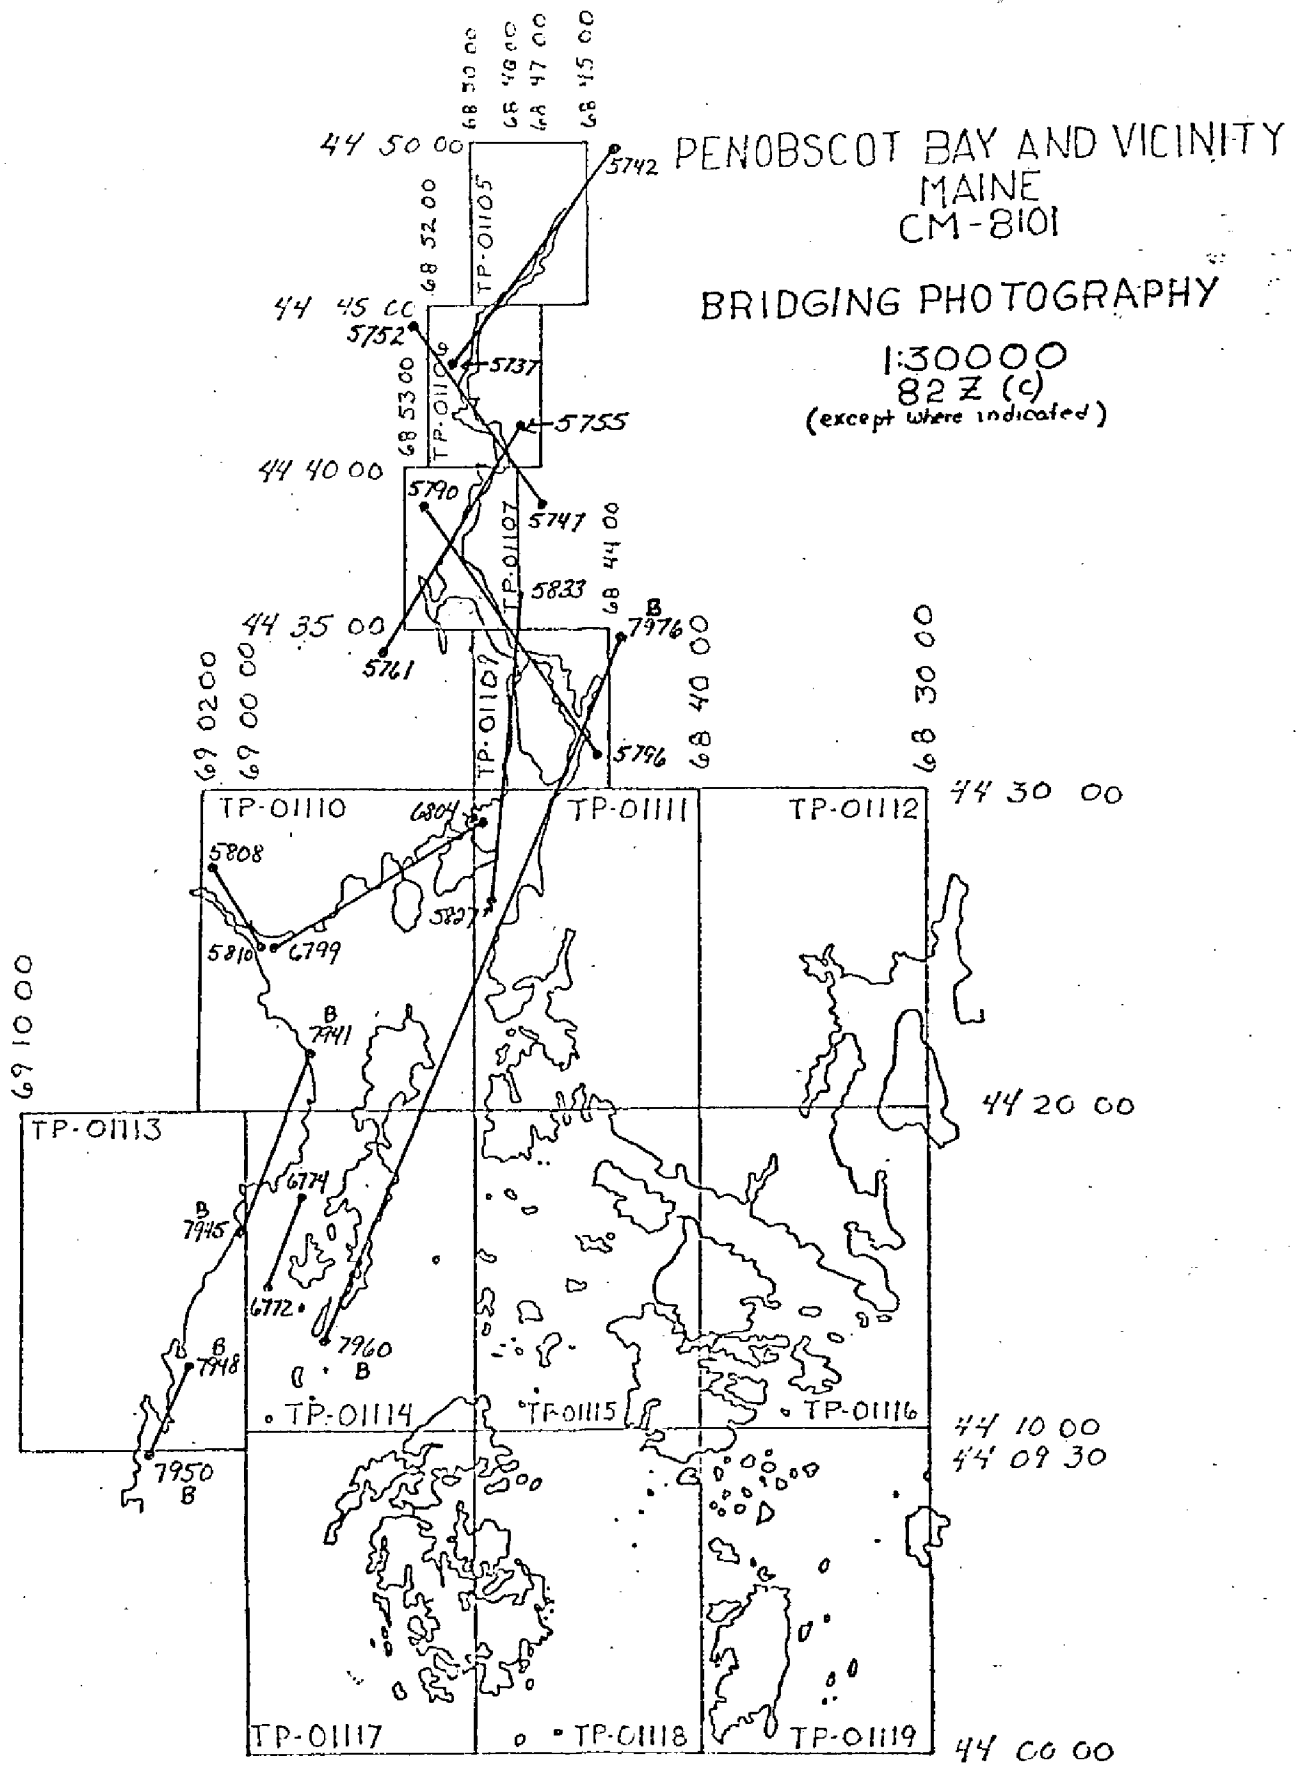 68 50 00
68 48 00
68 47 00
68 45 00
44 50 00
5742
PENOBSCOT BAY AND VICINITY
MAINE
CM-8101
68 52 00
TP-01105
BRIDGING PHOTOGRAPHY
1:30000
82 Z (C)
(except where indicated)
44 45 00
5752
68 53 00
TP-01106
5737
5755
44 40 00
5790
TP-01107
5747
68 44 00
5833
B
7976
44 35 00
5761
69 02 00
69 00 00
TP-01109
5796
68 40 00
68 30 00
44 30 00
TP-01110
6804
TP-01111
TP-01112
5808
5827
5810
6799
69 10 00
B
7941
44 20 00
TP-01113
6774
B
7945
6772
B
7948
7960
B
TP-01114
TP-01115
TP-01116
44 10 00
44 09 30
7950
B
TP-01117
TP-01118
TP-01119
44 00 00